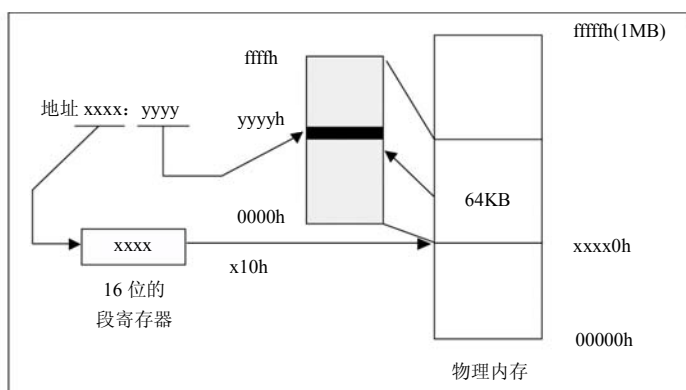 fffffh(1MB)
ffffh
地址 xxxx：yyyy
yyyyh
64KB
0000h
xxxx
xxxx0h
x10h
16 位的
段寄存器
00000h
物理内存